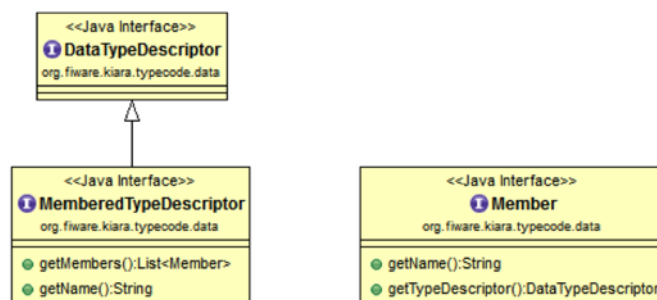 <<Java Interface>>
DataTypeDescriptor
org.fiware.kiara.typecode.data
<<Java Interface>>
MemberedTypeDescriptor
org.fiware.kiara.typecode.data
getMembers():List<Member>
getName():String
<<Java Interface>>
Member
org.fiware.kiara.typecode.data
getName():String
getTypeDescriptor():DataTypeDescriptor